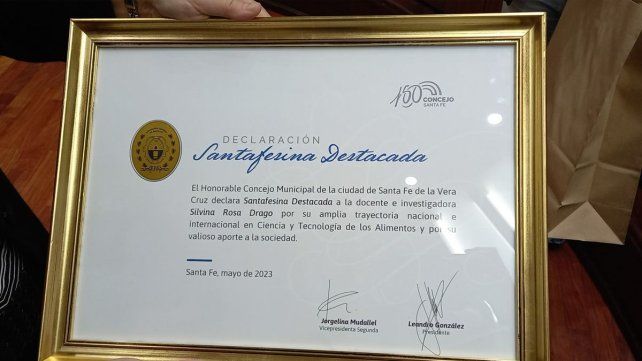 150 CONCEJO
SANTA FE
DECLARACIÓN
Santafesina Destacada
El Honorable Concejo Municipal de la ciudad de Santa Fe de la Vera
Cruz declara Santafesina Destacada a la docente e investigadora
Silvina Rosa Drago por su amplia trayectoria nacional e
internacional en Ciencia y Tecnología de los Alimentos y por su
valioso aporte a la sociedad.
Santa Fe, mayo de 2023
Jorgelina Mudallel
Vicepresidenta Segunda
Leandro González
Presidente